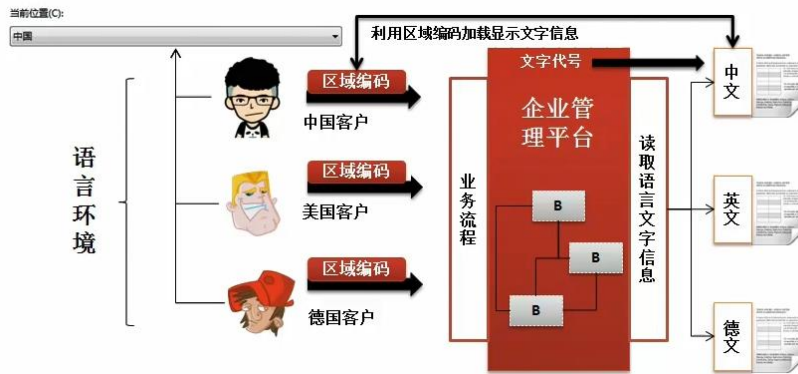 当前位置(C):
中国
利用区域编码加载显示文字信息
语言环境
区域编码
中国客户
区域编码
美国客户
区域编码
德国客户
业务流程
文字代号
企业管
理平台
B
B
B
读取语言文字信息
中文
英文
德文